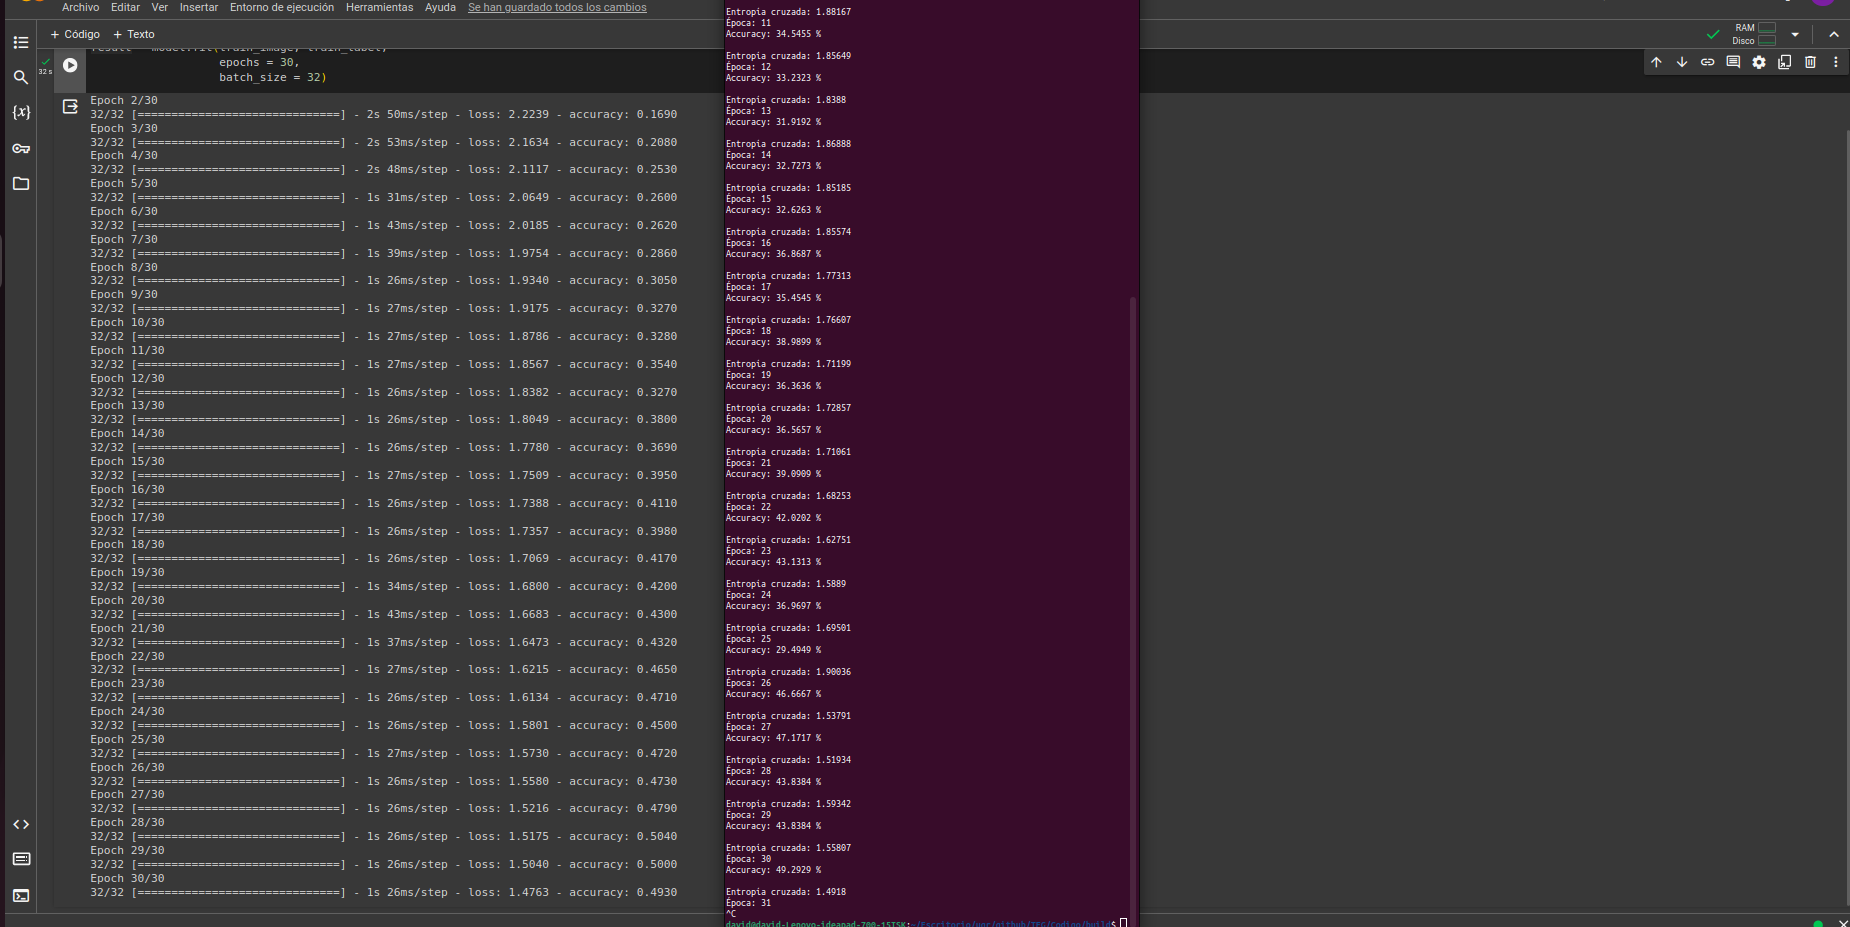 Archivo Editar Ver Insertar Entorno de ejecución Herramientas Ayuda Se han guardado todos los cambios
+ Código + Texto
RAM
Disco
32 s
epochs = 30,
batch_size = 32)
Epoch 2/30
32/32 [==============================] - 2s 50ms/step - loss: 2.2239 - accuracy: 0.1690
Epoch 3/30
32/32 [==============================] - 2s 53ms/step - loss: 2.1634 - accuracy: 0.2080
Epoch 4/30
32/32 [==============================] - 2s 48ms/step - loss: 2.1117 - accuracy: 0.2530
Epoch 5/30
32/32 [==============================] - 1s 31ms/step - loss: 2.0649 - accuracy: 0.2600
Epoch 6/30
32/32 [==============================] - 1s 43ms/step - loss: 2.0185 - accuracy: 0.2620
Epoch 7/30
32/32 [==============================] - 1s 39ms/step - loss: 1.9754 - accuracy: 0.2860
Epoch 8/30
32/32 [==============================] - 1s 26ms/step - loss: 1.9340 - accuracy: 0.3050
Epoch 9/30
32/32 [==============================] - 1s 27ms/step - loss: 1.9175 - accuracy: 0.3270
Epoch 10/30
32/32 [==============================] - 1s 27ms/step - loss: 1.8786 - accuracy: 0.3280
Epoch 11/30
32/32 [==============================] - 1s 27ms/step - loss: 1.8567 - accuracy: 0.3540
Epoch 12/30
32/32 [==============================] - 1s 26ms/step - loss: 1.8382 - accuracy: 0.3270
Epoch 13/30
32/32 [==============================] - 1s 26ms/step - loss: 1.8049 - accuracy: 0.3800
Epoch 14/30
32/32 [==============================] - 1s 26ms/step - loss: 1.7780 - accuracy: 0.3690
Epoch 15/30
32/32 [==============================] - 1s 27ms/step - loss: 1.7509 - accuracy: 0.3950
Epoch 16/30
32/32 [==============================] - 1s 26ms/step - loss: 1.7388 - accuracy: 0.4110
Epoch 17/30
32/32 [==============================] - 1s 26ms/step - loss: 1.7357 - accuracy: 0.3980
Epoch 18/30
32/32 [==============================] - 1s 26ms/step - loss: 1.7069 - accuracy: 0.4170
Epoch 19/30
32/32 [==============================] - 1s 34ms/step - loss: 1.6800 - accuracy: 0.4200
Epoch 20/30
32/32 [==============================] - 1s 43ms/step - loss: 1.6683 - accuracy: 0.4300
Epoch 21/30
32/32 [==============================] - 1s 37ms/step - loss: 1.6473 - accuracy: 0.4320
Epoch 22/30
32/32 [==============================] - 1s 27ms/step - loss: 1.6215 - accuracy: 0.4650
Epoch 23/30
32/32 [==============================] - 1s 26ms/step - loss: 1.6134 - accuracy: 0.4710
Epoch 24/30
32/32 [==============================] - 1s 26ms/step - loss: 1.5801 - accuracy: 0.4500
Epoch 25/30
32/32 [==============================] - 1s 27ms/step - loss: 1.5730 - accuracy: 0.4720
Epoch 26/30
32/32 [==============================] - 1s 26ms/step - loss: 1.5580 - accuracy: 0.4730
Epoch 27/30
32/32 [==============================] - 1s 26ms/step - loss: 1.5216 - accuracy: 0.4790
Epoch 28/30
32/32 [==============================] - 1s 26ms/step - loss: 1.5175 - accuracy: 0.5040
Epoch 29/30
32/32 [==============================] - 1s 26ms/step - loss: 1.5040 - accuracy: 0.5000
Epoch 30/30
32/32 [==============================] - 1s 26ms/step - loss: 1.4763 - accuracy: 0.4930
Entropia cruzada: 1.88167
Época: 11
Accuracy: 34.5455 %
Entropia cruzada: 1.85649
Época: 12
Accuracy: 33.2323 %
Entropia cruzada: 1.8388
Época: 13
Accuracy: 31.9192 %
Entropia cruzada: 1.86888
Época: 14
Accuracy: 32.7273 %
Entropia cruzada: 1.85185
Época: 15
Accuracy: 32.6263 %
Entropia cruzada: 1.85574
Época: 16
Accuracy: 36.8687 %
Entropia cruzada: 1.77313
Época: 17
Accuracy: 35.4545 %
Entropia cruzada: 1.76607
Época: 18
Accuracy: 38.9899 %
Entropia cruzada: 1.71199
Época: 19
Accuracy: 36.3636 %
Entropia cruzada: 1.72857
Época: 20
Accuracy: 36.5657 %
Entropia cruzada: 1.71061
Época: 21
Accuracy: 39.0909 %
Entropia cruzada: 1.68253
Época: 22
Accuracy: 42.0202 %
Entropia cruzada: 1.62751
Época: 23
Accuracy: 43.1313 %
Entropia cruzada: 1.5889
Época: 24
Accuracy: 36.9697 %
Entropia cruzada: 1.69501
Época: 25
Accuracy: 29.4949 %
Entropia cruzada: 1.90036
Época: 26
Accuracy: 46.6667 %
Entropia cruzada: 1.53791
Época: 27
Accuracy: 47.1717 %
Entropia cruzada: 1.51934
Época: 28
Accuracy: 43.8384 %
Entropia cruzada: 1.59342
Época: 29
Accuracy: 43.8384 %
Entropia cruzada: 1.55807
Época: 30
Accuracy: 49.2929 %
Entropia cruzada: 1.4918
Época: 31
^C
david@david-Lenovo-ideapad-700-15ISK:~/Escritorio/ugr/github/TFG/Codigo/build$